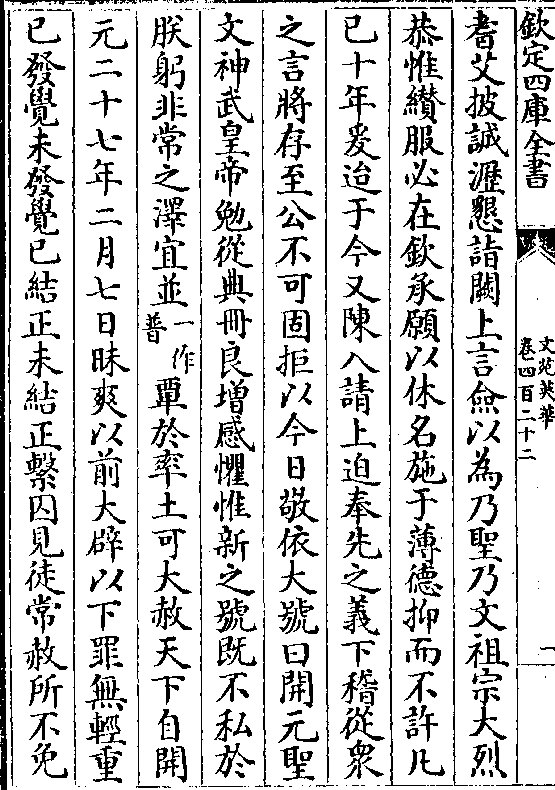 欽定四庫全書
文苑英華
卷四百二十二
一
耆艾披誠瀝懇詣闕上言僉以為乃聖乃文祖宗大烈
恭惟纉服必在欽承願以休名施于薄德抑而不許凡
已十年爰迨于今又陳八請上迫奉先之義下稽從衆
之言將存至公不可固拒以今日敬依大號曰開元聖
文神武皇帝勉從典冊良増感懼惟新之號既不私於
朕躬非常之澤宜並一作普覃於率土可大赦天下自開
元二十七年二月七日昧爽以前大辟以下罪無輕重
已發覺未發覺已結正未結正繫囚見徒常赦所不免